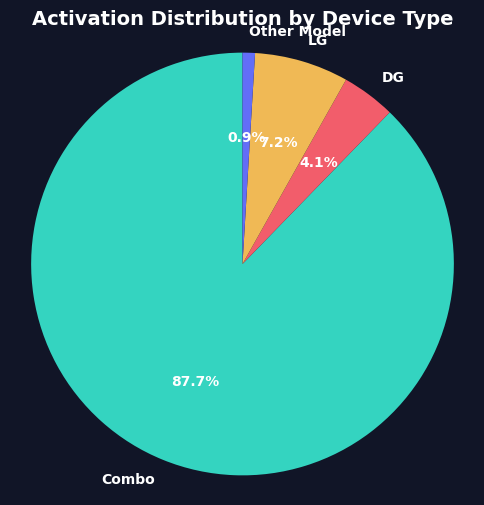 Activation Distribution by Device Type
Other Model
LG
DG
0.9%
7.2%
4.1%
87.7%
Combo